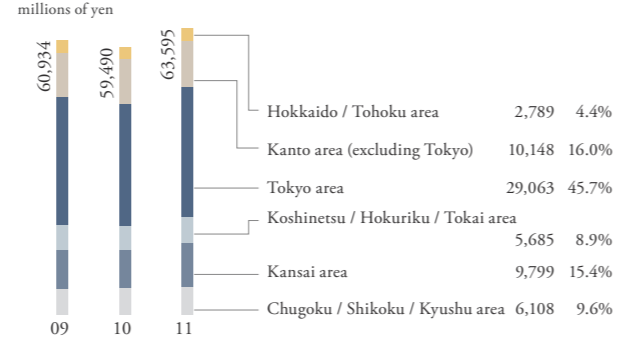 millions of yen
60,934
59,490
63,595
Hokkaido / Tohoku area 2,789 4.4%
Kanto area (excluding Tokyo) 10,148 16.0%
Tokyo area 29,063 45.7%
Koshinetsu / Hokuriku / Tokai area
5,685 8.9%
Kansai area 9,799 15.4%
Chugoku / Shikoku / Kyushu area 6,108 9.6%
09 10 11